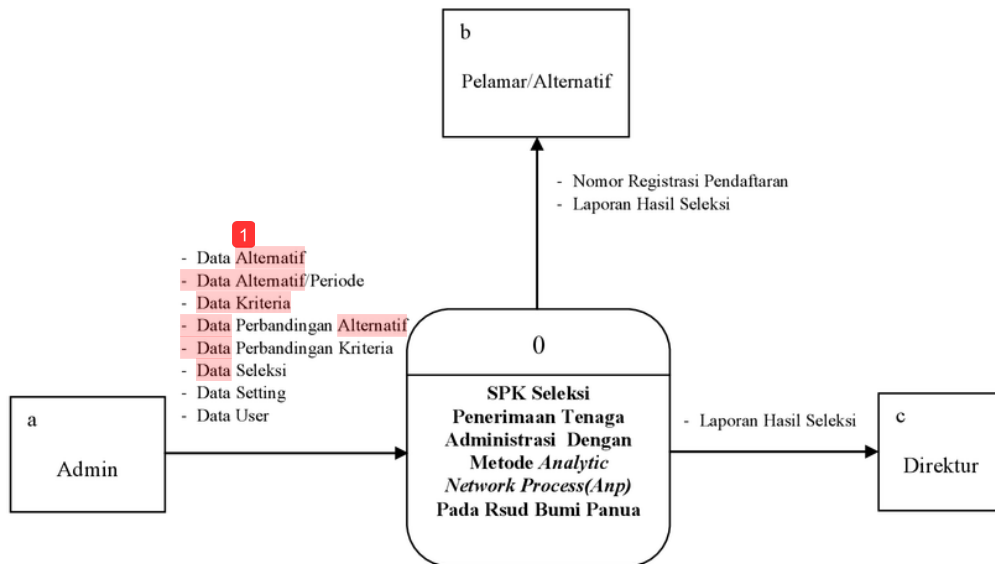 b
Pelamar/Alternatif
- Nomor Registrasi Pendaftaran
- Laporan Hasil Seleksi
1
- Data Alternatif
- Data Alternatif/Periode
- Data Kriteria
- Data Perbandingan Alternatif
- Data Perbandingan Kriteria
- Data Seleksi
- Data Setting
- Data User
a
Admin
0
SPK Seleksi
Penerimaan Tenaga
Administrasi Dengan
Metode Analytic
Network Process(Anp)
Pada Rsud Bumi Panua
- Laporan Hasil Seleksi
c
Direktur